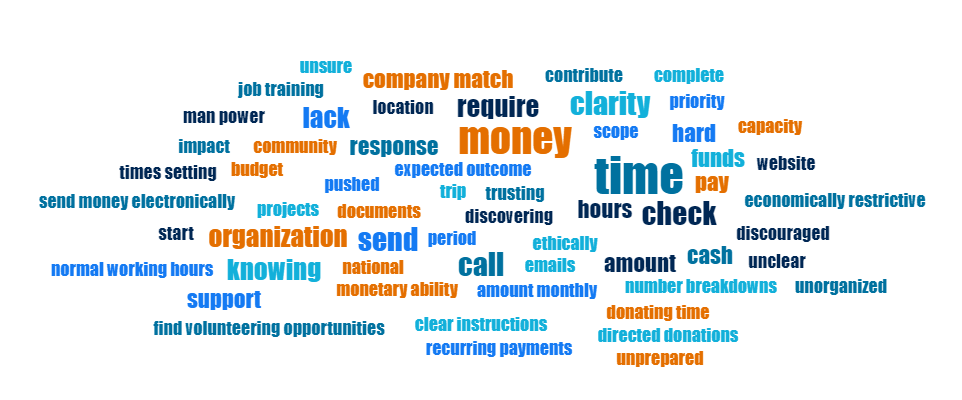 unsure
company match
contribute
complete
job training
location
require
clarity
priority
man power
lack
money
scope
hard
capacity
impact
community
response
time
funds
website
times setting
budget
expected outcome
pushed
trip
trusting
pay
send money electronically
projects
documents
discovering
hours
check
economically restrictive
start
organization
send
period
ethically
discouraged
normal working hours
knowing
national
call
emails
amount
cash
unclear
support
monetary ability
amount monthly
number breakdowns
unorganized
find volunteering opportunities
clear instructions
donating time
directed donations
recurring payments
unprepared